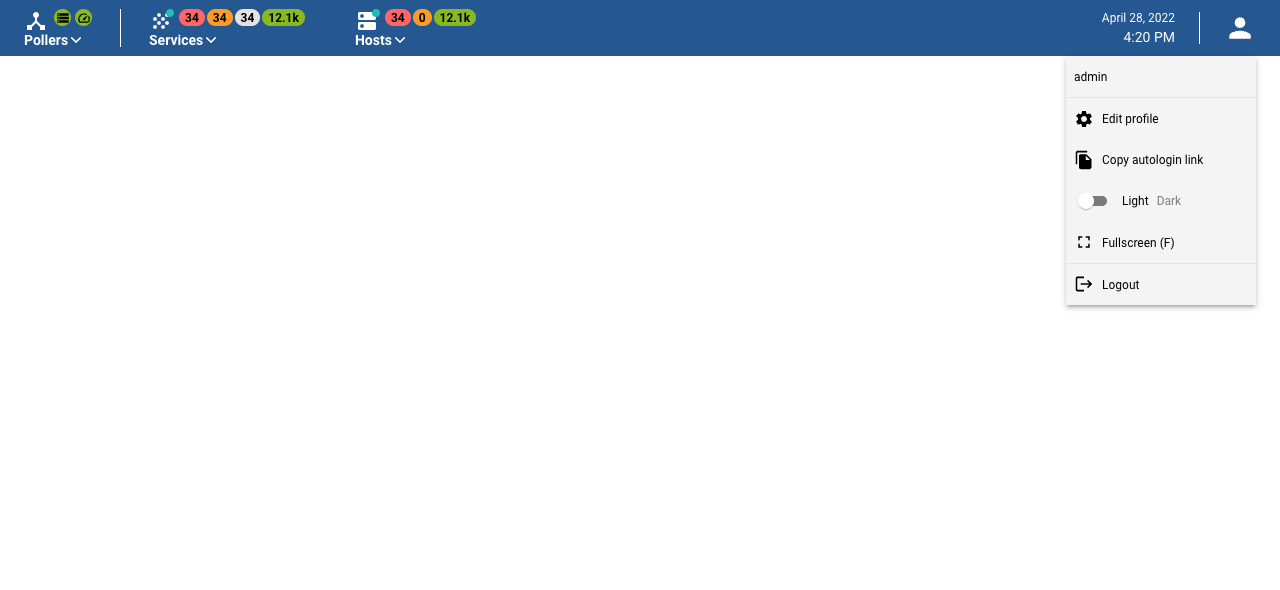 34 34 34 12.1k
34 0 12.1k
Pollers
Services
Hosts
April 28, 2022
4:20 PM
admin
Edit profile
Copy autologin link
Light Dark
Fullscreen (F)
Logout